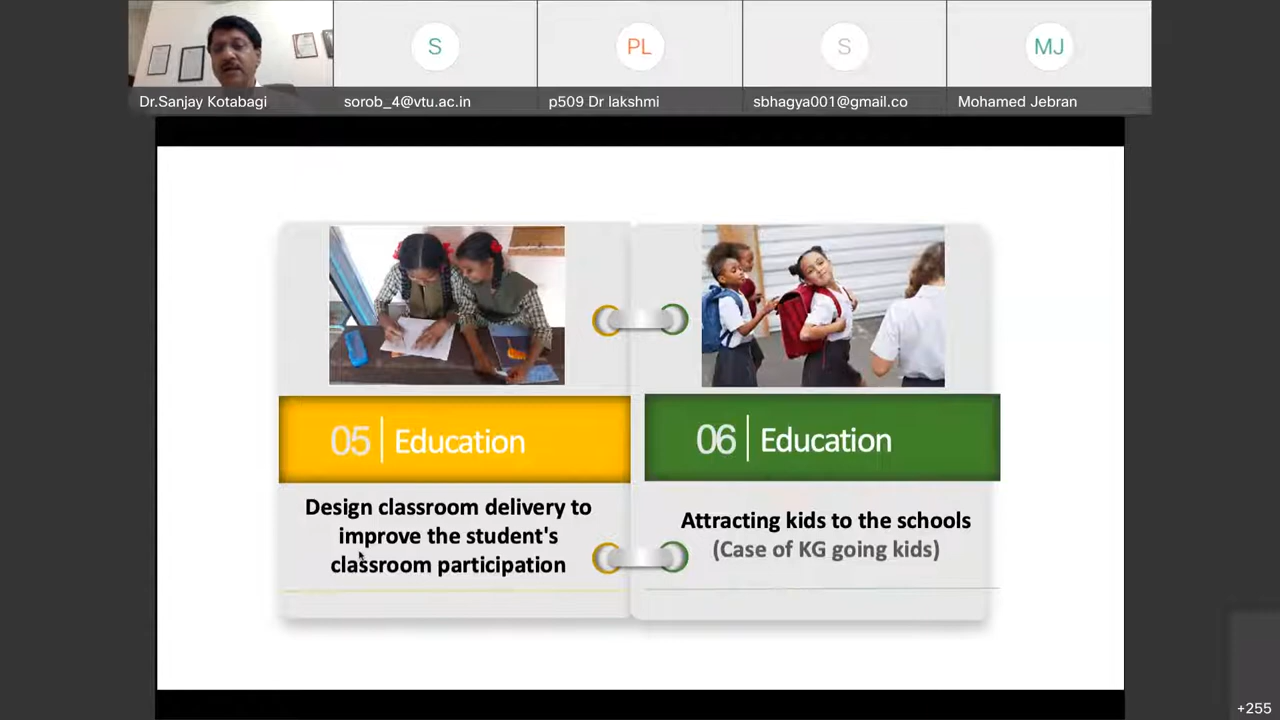 S
PL
S
MJ
Dr.Sanjay Kotabagi
sorob_4@vtu.ac.in
p509 Dr lakshmi
sbhagya001@gmail.co
Mohamed Jebran
05 | Education
Design classroom delivery to
improve the student's
classroom participation
06 | Education
Attracting kids to the schools
(Case of KG going kids)
+255